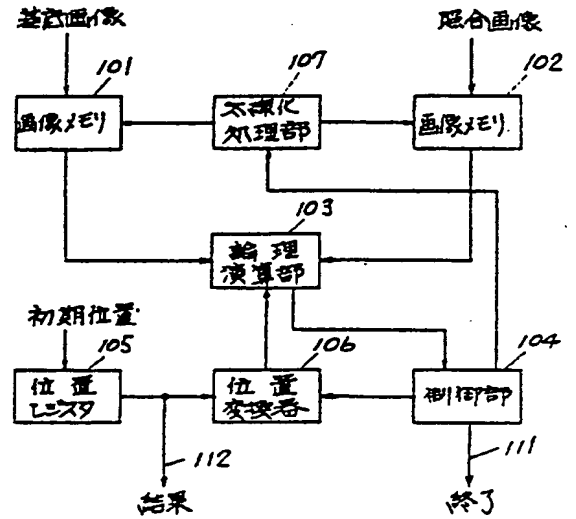 基準画像
照合画像
101
107
102
画像メモリ
太線化
処理部
画像メモリ
103
論理
演算部
初期位置
105
106
104
位置
レジスタ
位置
変換器
制御部
112
111
結果
終了